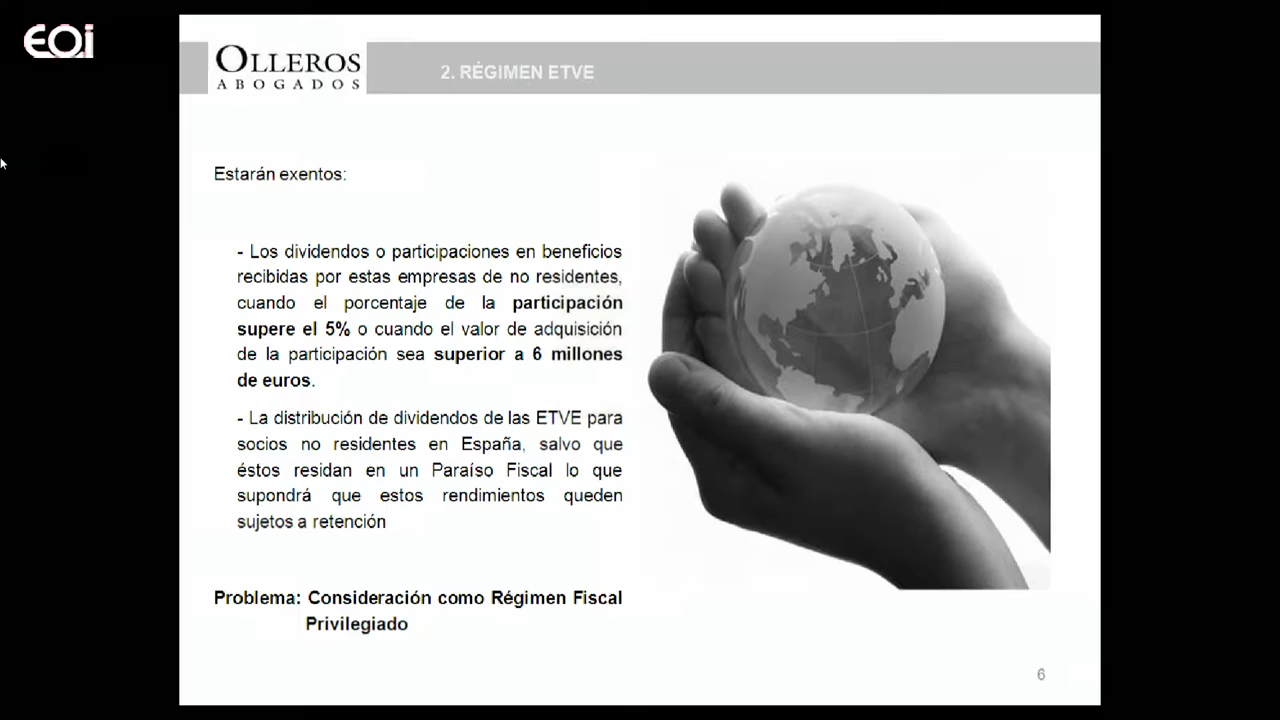 EOi
OLLEROS
ABOGADOS
2. RÉGIMEN ETVE
Estarán exentos:
- Los dividendos o participaciones en beneficios
recibidas por estas empresas de no residentes,
cuando el porcentaje de la participación
supere el 5% o cuando el valor de adquisición
de la participación sea superior a 6 millones
de euros.
- La distribución de dividendos de las ETVE para
socios no residentes en España, salvo que
éstos residan en un Paraíso Fiscal lo que
supondrá que estos rendimientos queden
sujetos a retención
Problema: Consideración como Régimen Fiscal
Privilegiado
6